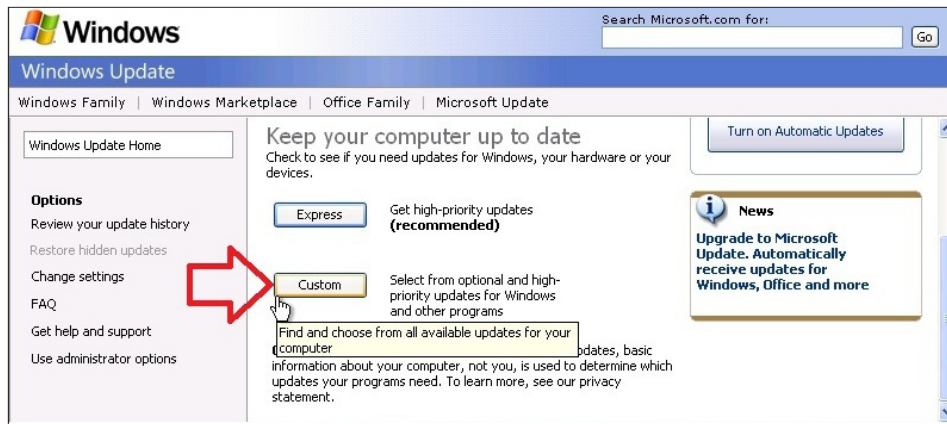 Windows
Search Microsoft.com for:
Go
Windows Update
Windows Family | Windows Marketplace | Office Family | Microsoft Update
Windows Update Home
Options
Review your update history
Restore hidden updates
Change settings
FAQ
Get help and support
Use administrator options
Keep your computer up to date
Check to see if you need updates for Windows, your hardware or your
devices.
Express
Get high-priority updates
(recommended)
Custom
Select from optional and high-
priority updates for Windows
and other programs
Find and choose from all available updates for your
computer
pdates, basic
information about your computer, not you, is used to determine which
updates your programs need. To learn more, see our privacy
statement.
Turn on Automatic Updates
News
Upgrade to Microsoft
Update. Automatically
receive updates for
Windows, Office and more